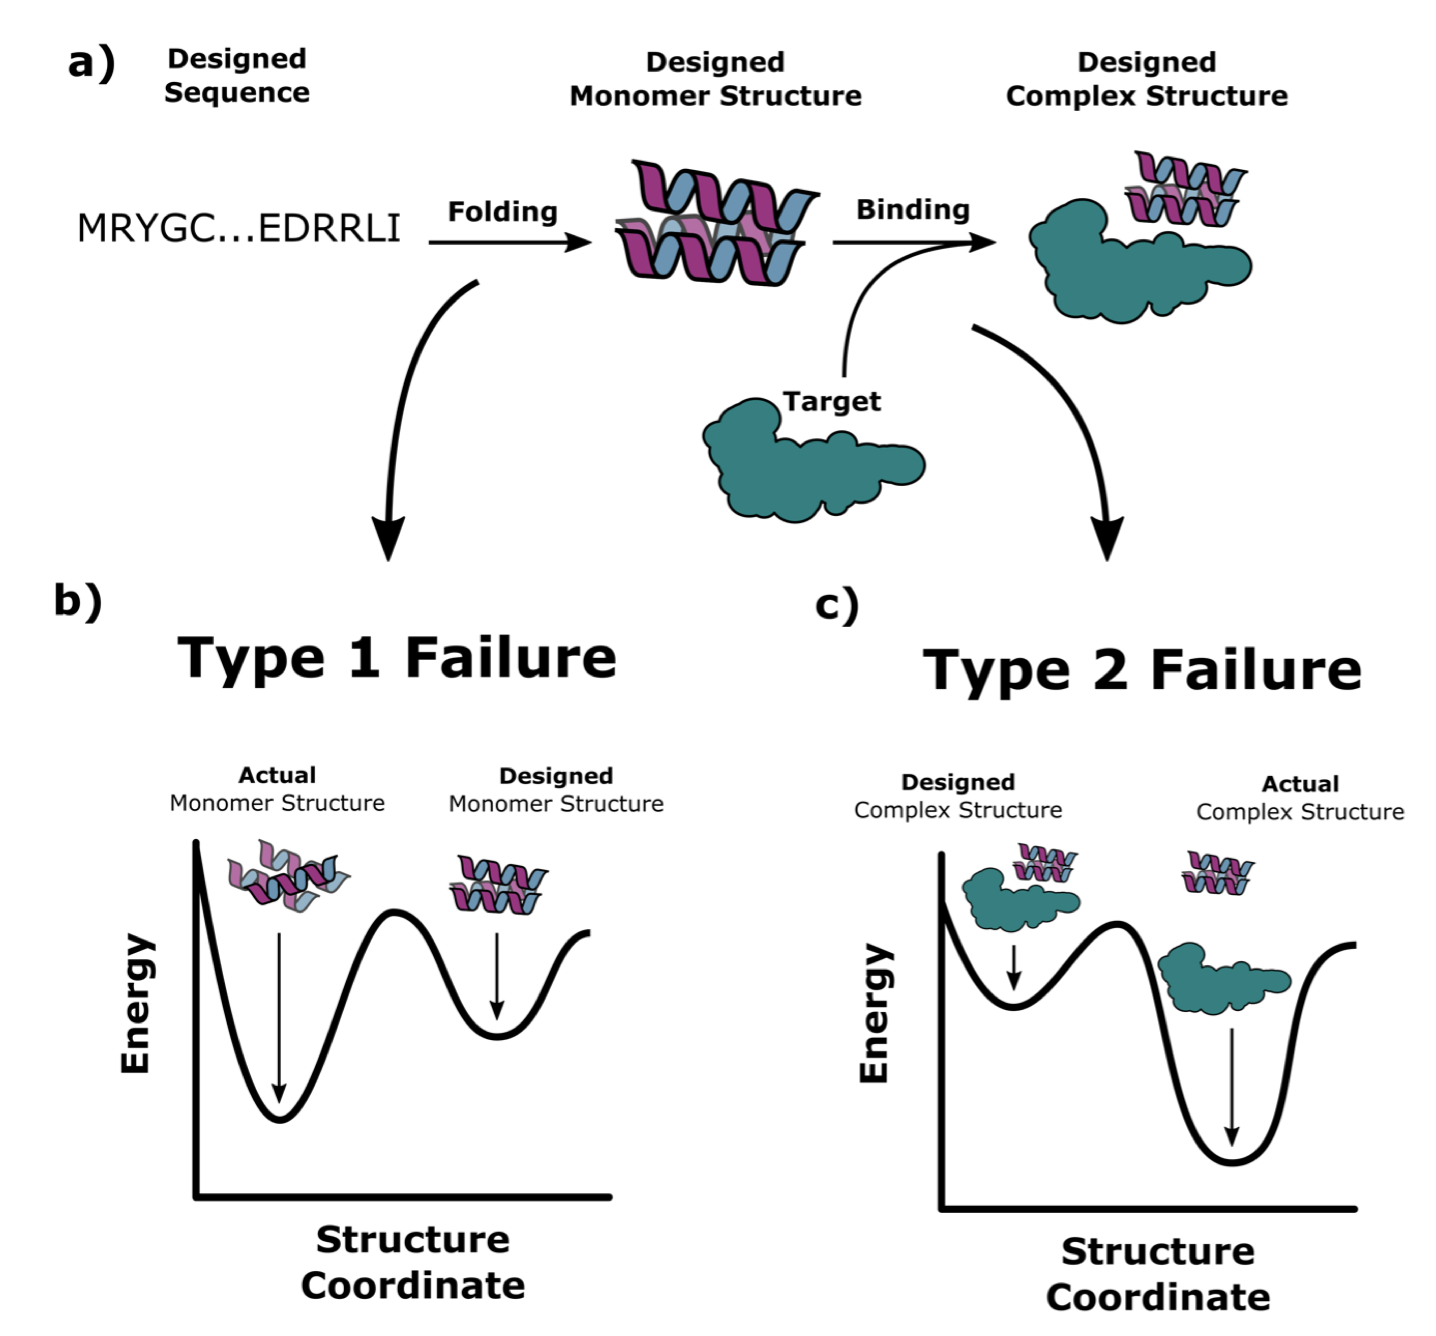 a)
Designed
Sequence
Designed
Monomer Structure
Designed
Complex Structure
MRYGC...EDRRLI
Folding
Binding
Target
b)
Type 1 Failure
Actual
Monomer Structure
Designed
Monomer Structure
Energy
Structure
Coordinate
c)
Type 2 Failure
Designed
Complex Structure
Actual
Complex Structure
Energy
Structure
Coordinate